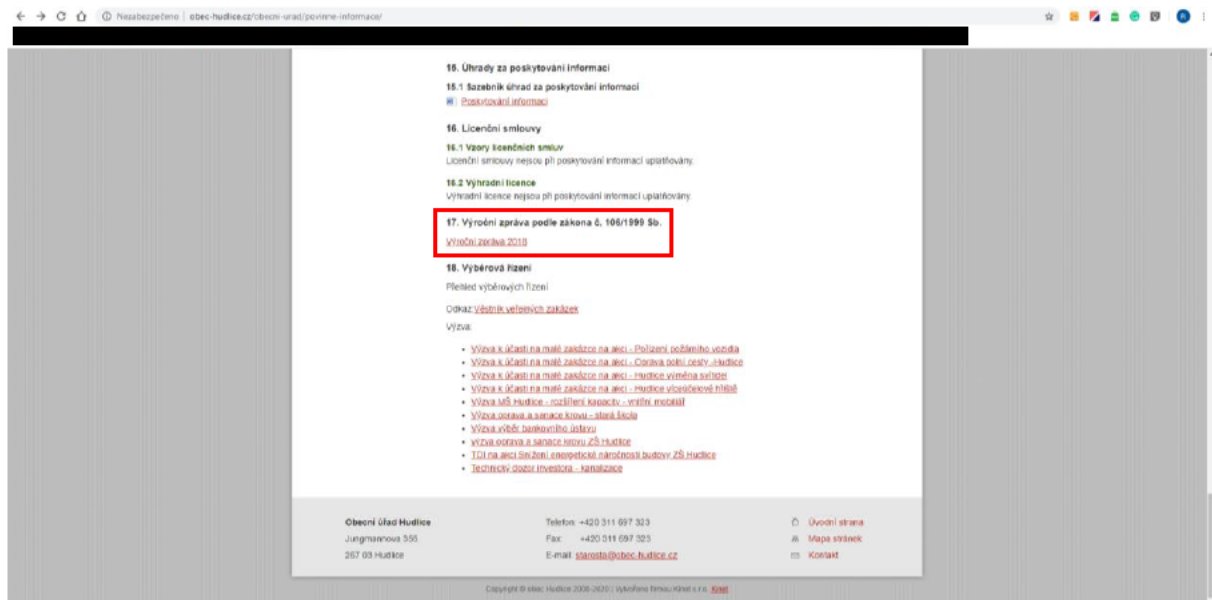 Nezabezpečeno | obec-hudlice.cz/obecni-urad/povinne-informace/
15. Úhrady za poskytování informací
15.1 Sazebník úhrad za poskytování informací
Poskytování informací
16. Licenční smlouvy
16.1 Vzory licenčních smluv
Licenční smlouvy nejsou při poskytování informací uplatňovány.
16.2 Výhradní licence
Výhradní licence nejsou při poskytování informací uplatňovány.
17. Výroční zpráva podle zákona č. 106/1999 Sb.
Výroční zpráva 2018
18. Výběrová řízení
Přehled výběrových řízení
Odkaz:Věstník veřejných zakázek
Výzva:
Výzva k účasti na malé zakázce na akci - Pořízení požárního vozidla
Výzva k účasti na malé zakázce na akci - Oprava polní cesty -Hudlice
Výzva k účasti na malé zakázce na akci - Hudlice výměna svítidel
Výzva k účasti na malé zakázce na akci - Hudlice víceúčelové hřiště
Výzva MŠ Hudlice - rozšíření kapacity - vnitřní mobiliář
Výzva oprava a sanace krovu - stará škola
Výzva výběr bankovního ústavu
výzva oprava a sanace krovu ZŠ Hudlice
TDI na akci Snížení energetické náročnosti budovy ZŠ Hudlice
Technický dozor investora - kanalizace
Obecní úřad Hudlice
Jungmannova 355
267 03 Hudlice
Telefon: +420 311 697 323
Fax: +420 311 697 323
E-mail: starosta@obec-hudlice.cz
Úvodní strana
Mapa stránek
Kontakt
Copyright © obec Hudlice 2008-2020 | Vytvořeno firmou Kinet s.r.o. Kinet